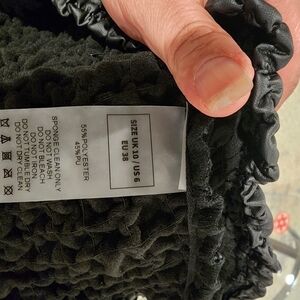 SIZE UK 10 / US 6
EU 38
55% POLYESTER
45% PU
SPONGE CLEAN ONLY
DO NOT WASH
DO NOT IRON
DO NOT BLEACH
DO NOT TUMBLE DRY
DO NOT DRY CLEAN